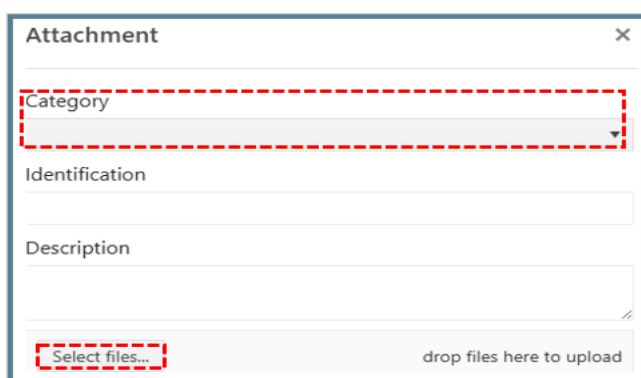 Attachment
Category
Identification
Description
Select files... drop files here to upload